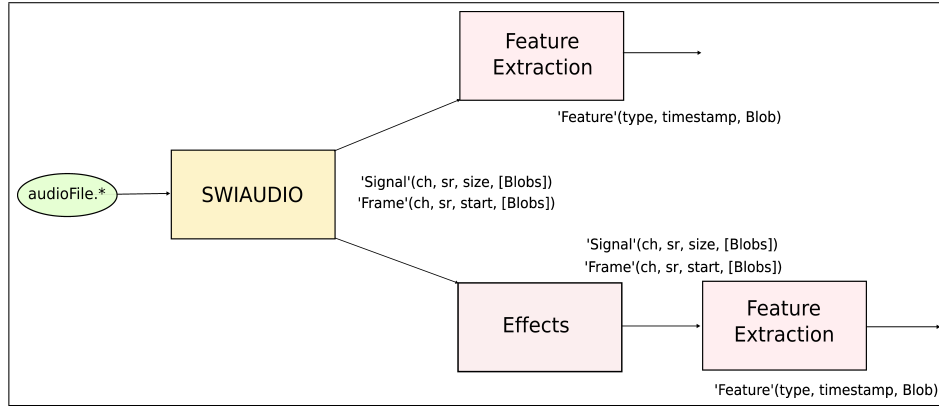 Feature
Extraction
'Feature'(type, timestamp, Blob)
audioFile.*
SWIAUDIO
'Signal'(ch, sr, size, [Blobs])
'Frame'(ch, sr, start, [Blobs])
'Signal'(ch, sr, size, [Blobs])
'Frame'(ch, sr, start, [Blobs])
Effects
Feature
Extraction
'Feature'(type, timestamp, Blob)